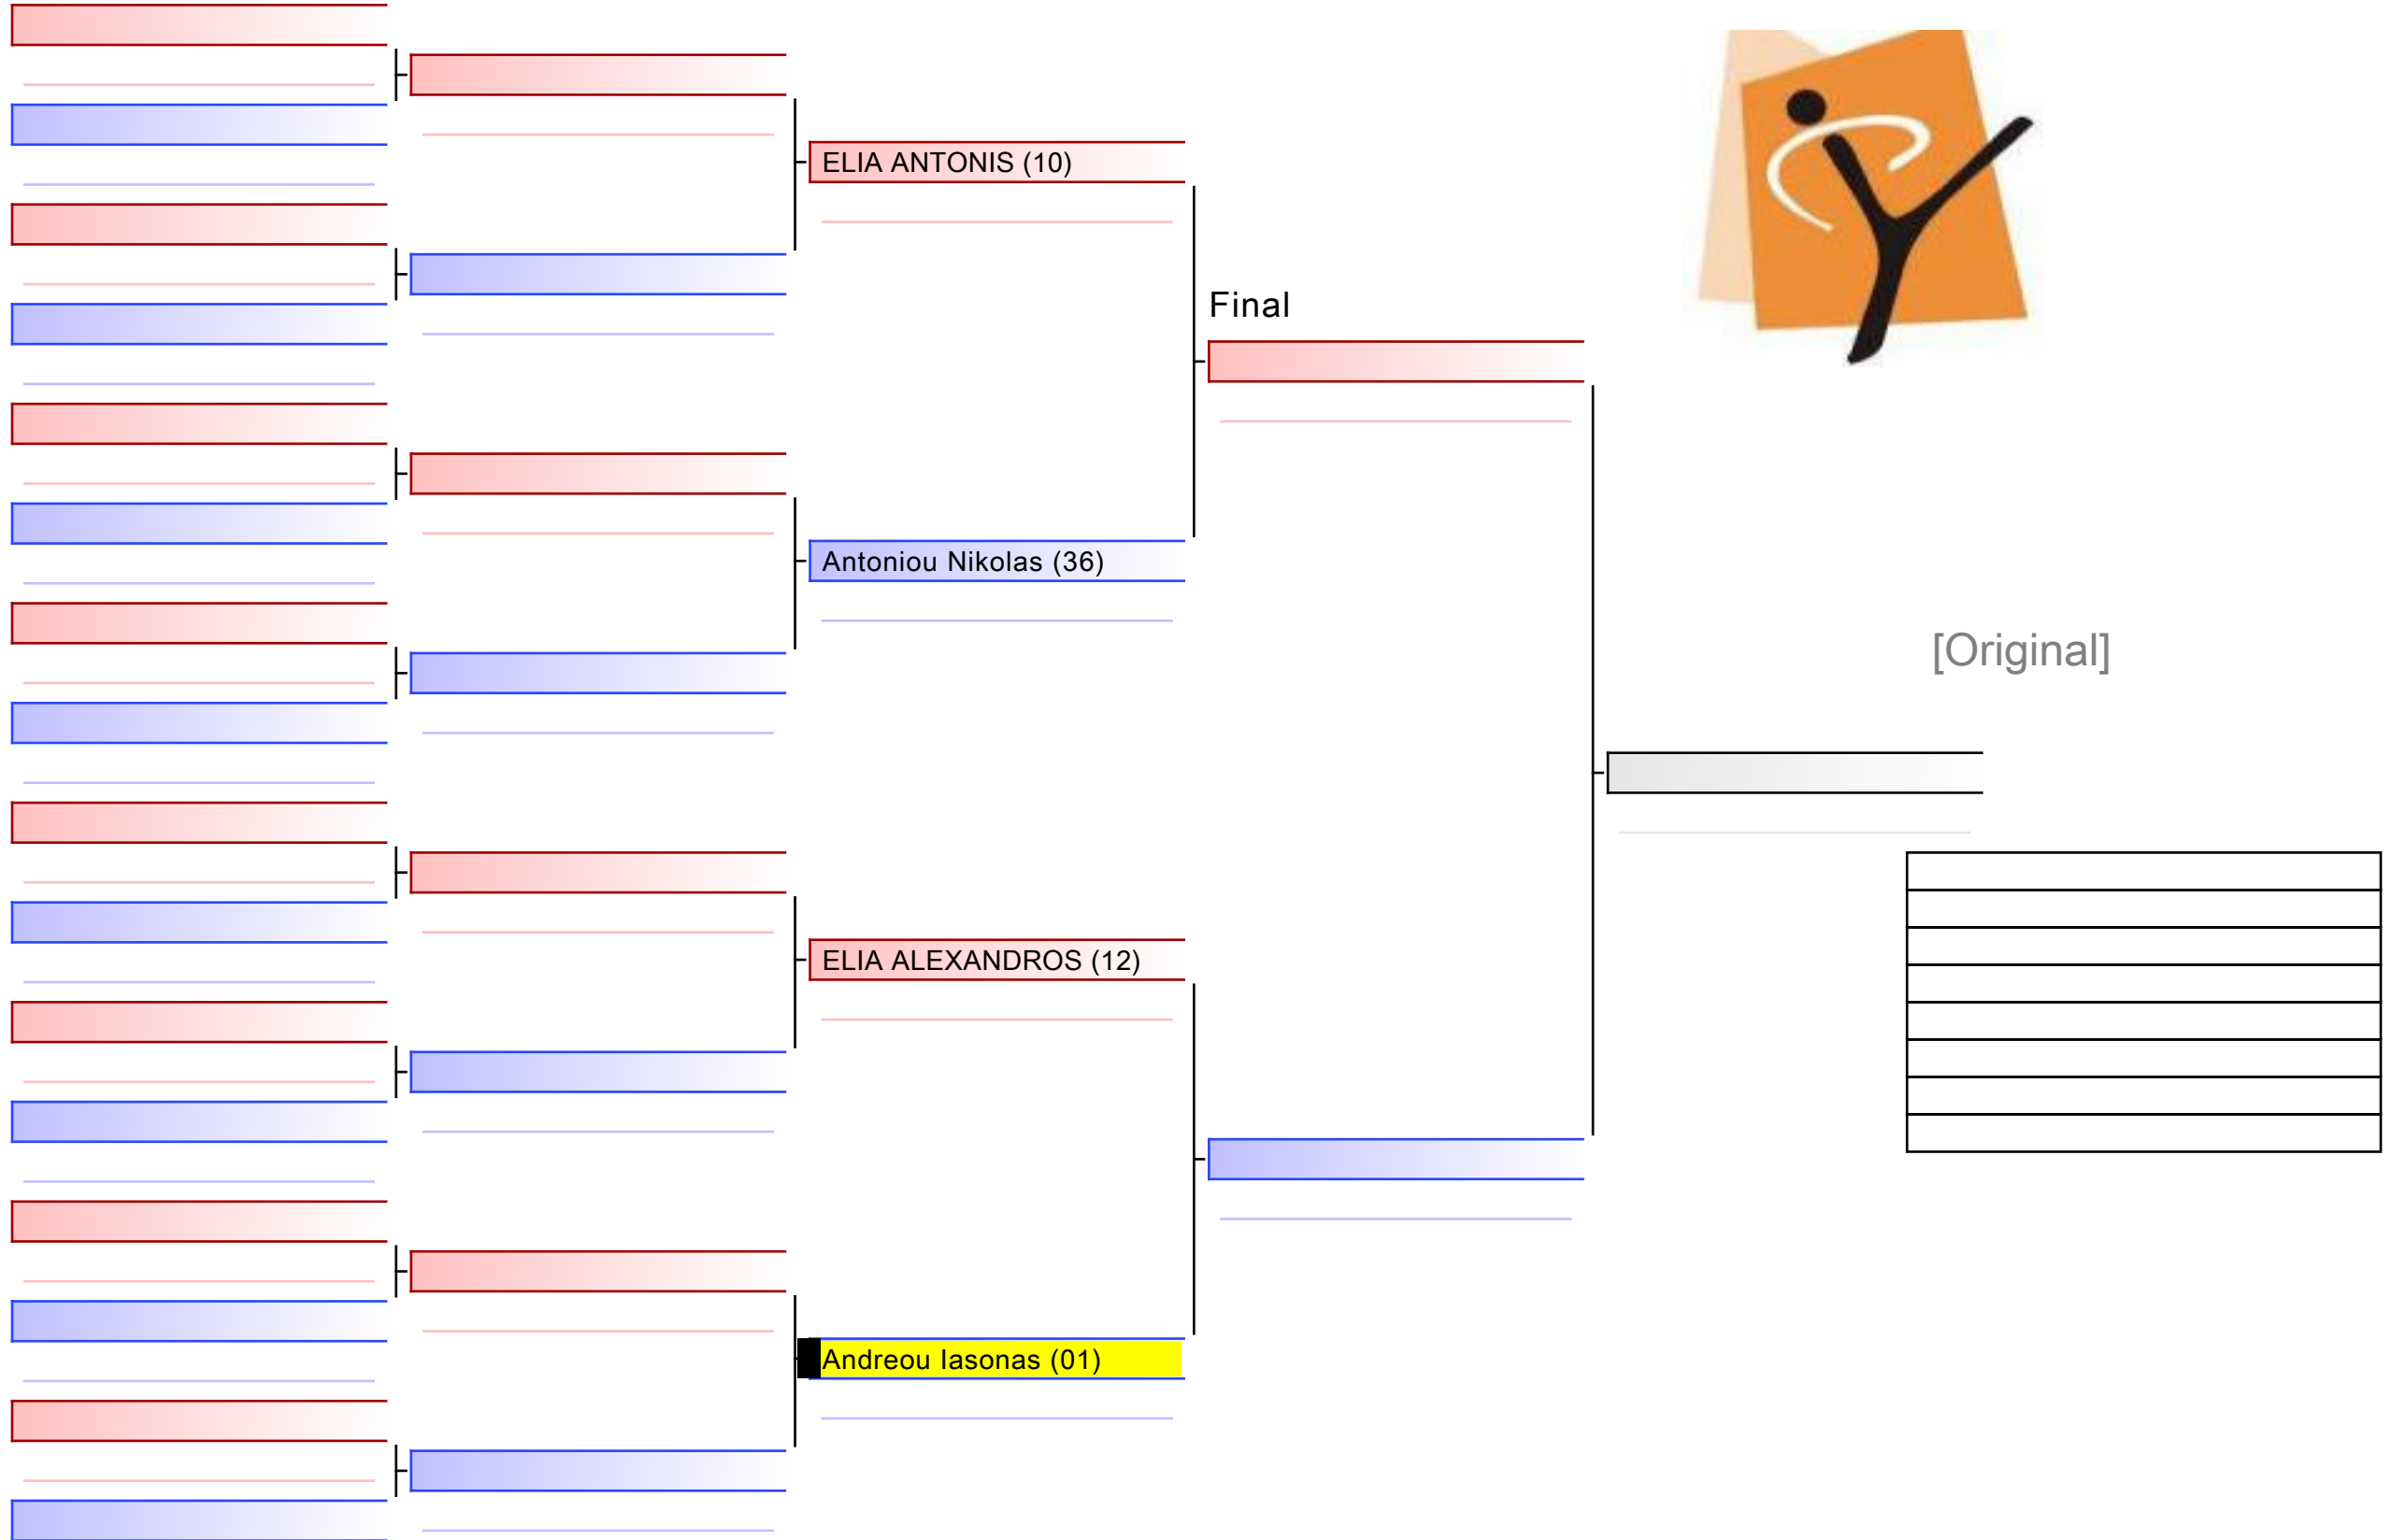 ELIA ANTONIS (10)
Final
Antoniou Nikolas (36)
[Original]
ELIA ALEXANDROS (12)
Andreou Iasonas (01)